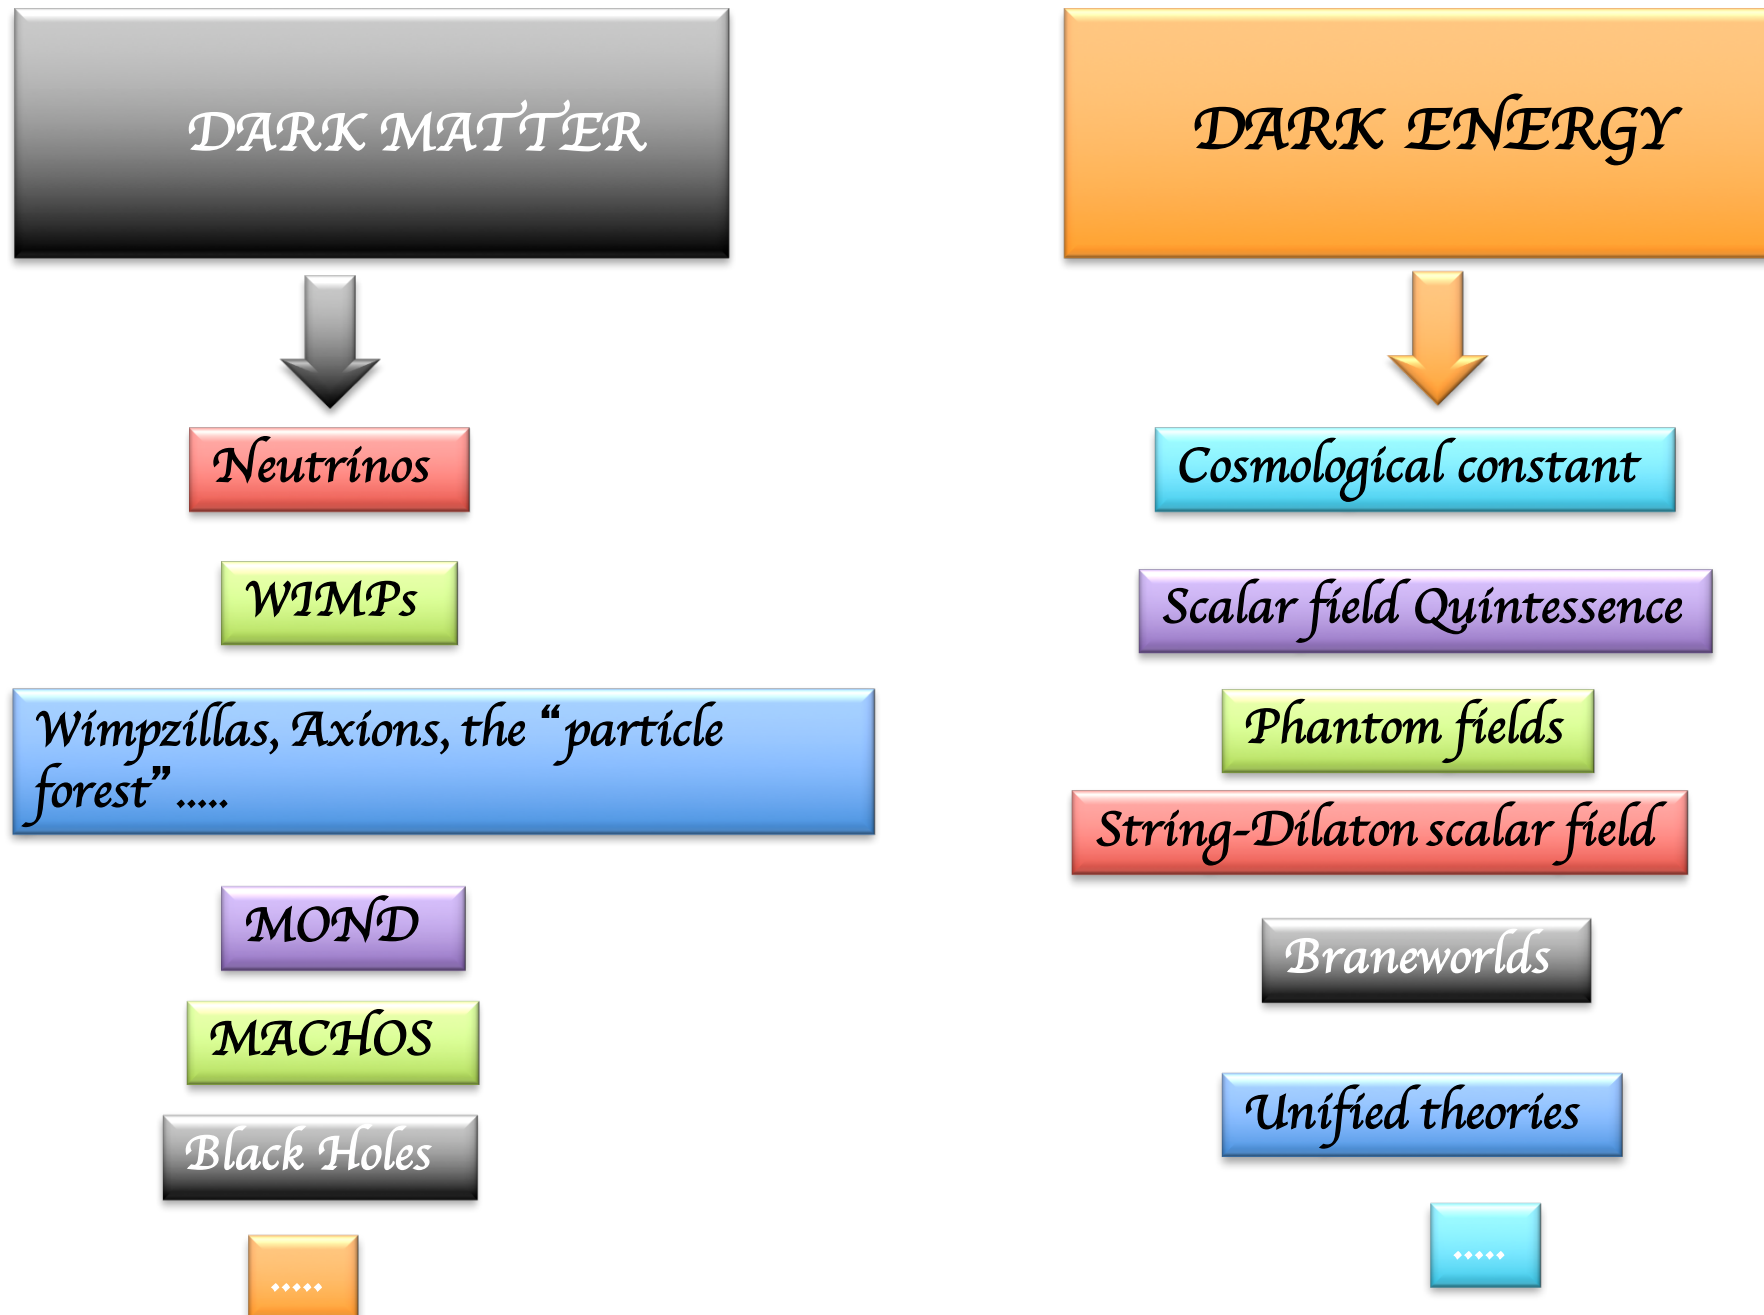 DARK MATTER
Neutrinos
WIMPs
Wimpzillas, Axions, the “particle
forest”.....
MOND
MACHOS
Black Holes
.....
DARK ENERGY
Cosmological constant
Scalar field Quintessence
Phantom fields
String-Dilaton scalar field
Braneworlds
Unified theories
.....